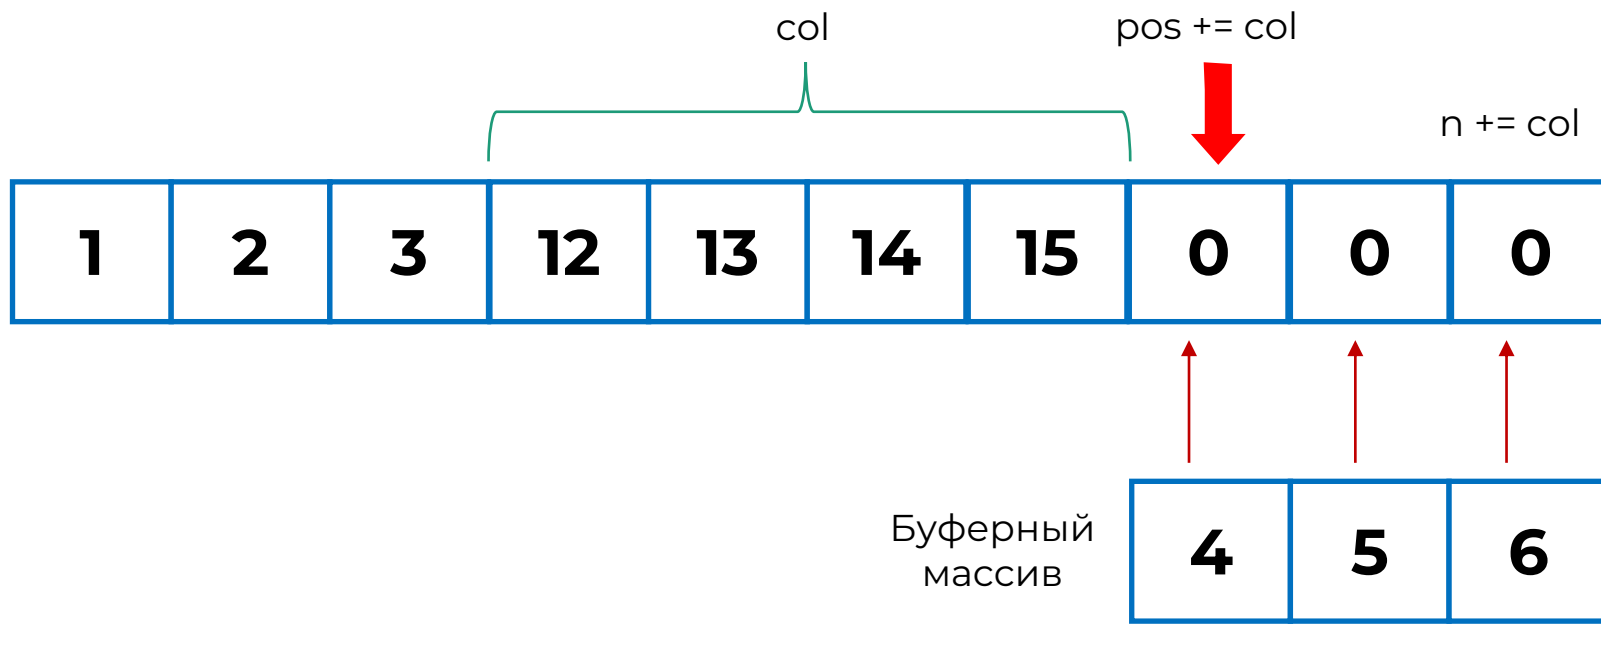 col
pos += col
n += col
1 2 3 12 13 14 15 0 0 0
Буферный
массив
4 5 6